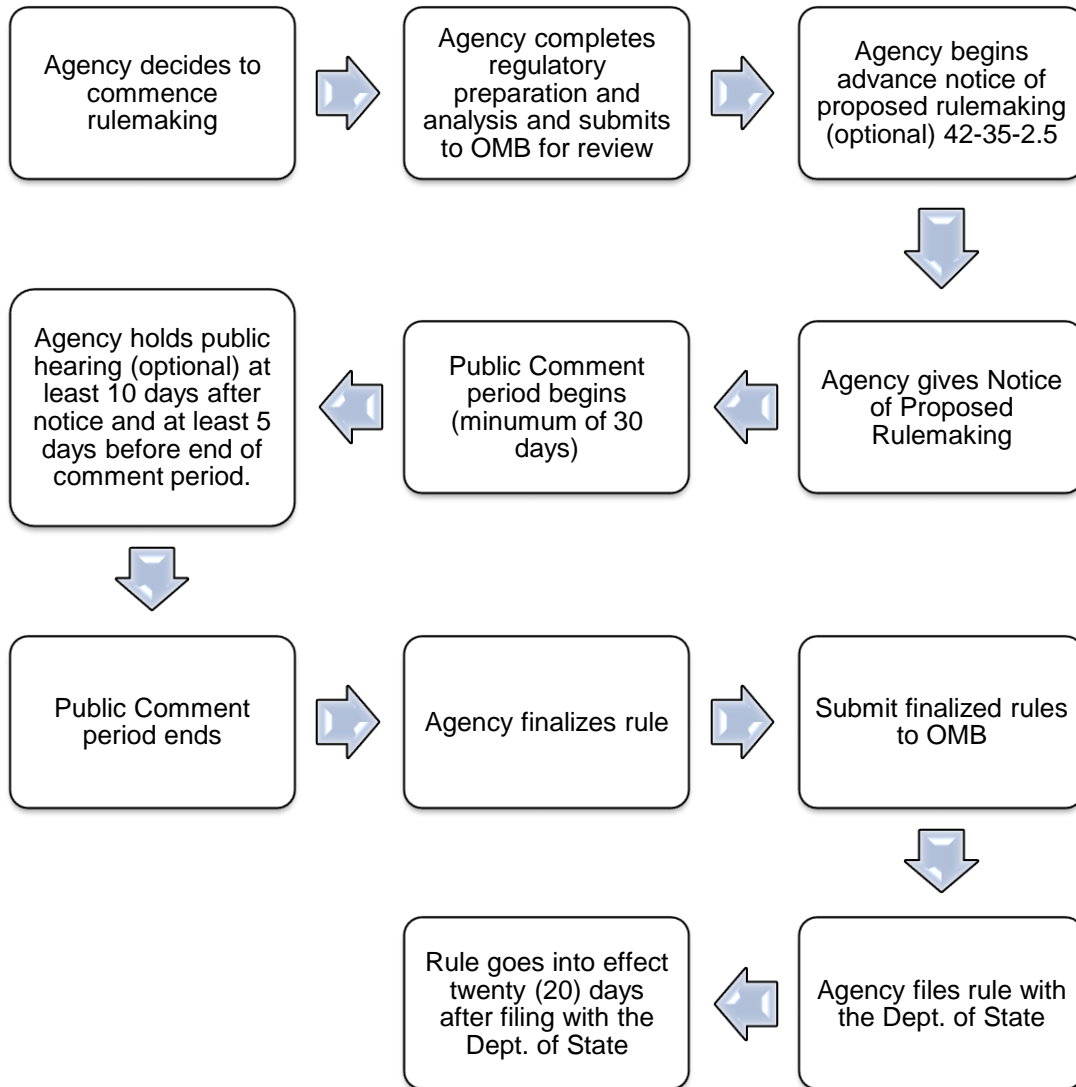 Agency decides to
commence
rulemaking
Agency completes
regulatory
preparation and
analysis and submits
to OMB for review
Agency begins
advance notice of
proposed rulemaking
(optional) 42-35-2.5
Agency gives Notice
of Proposed
Rulemaking
Public Comment
period begins
(minumum of 30
days)
Agency holds public
hearing (optional) at
least 10 days after
notice and at least 5
days before end of
comment period.
Public Comment
period ends
Agency finalizes rule
Submit finalized rules
to OMB
Agency files rule with
the Dept. of State
Rule goes into effect
twenty (20) days
after filing with the
Dept. of State